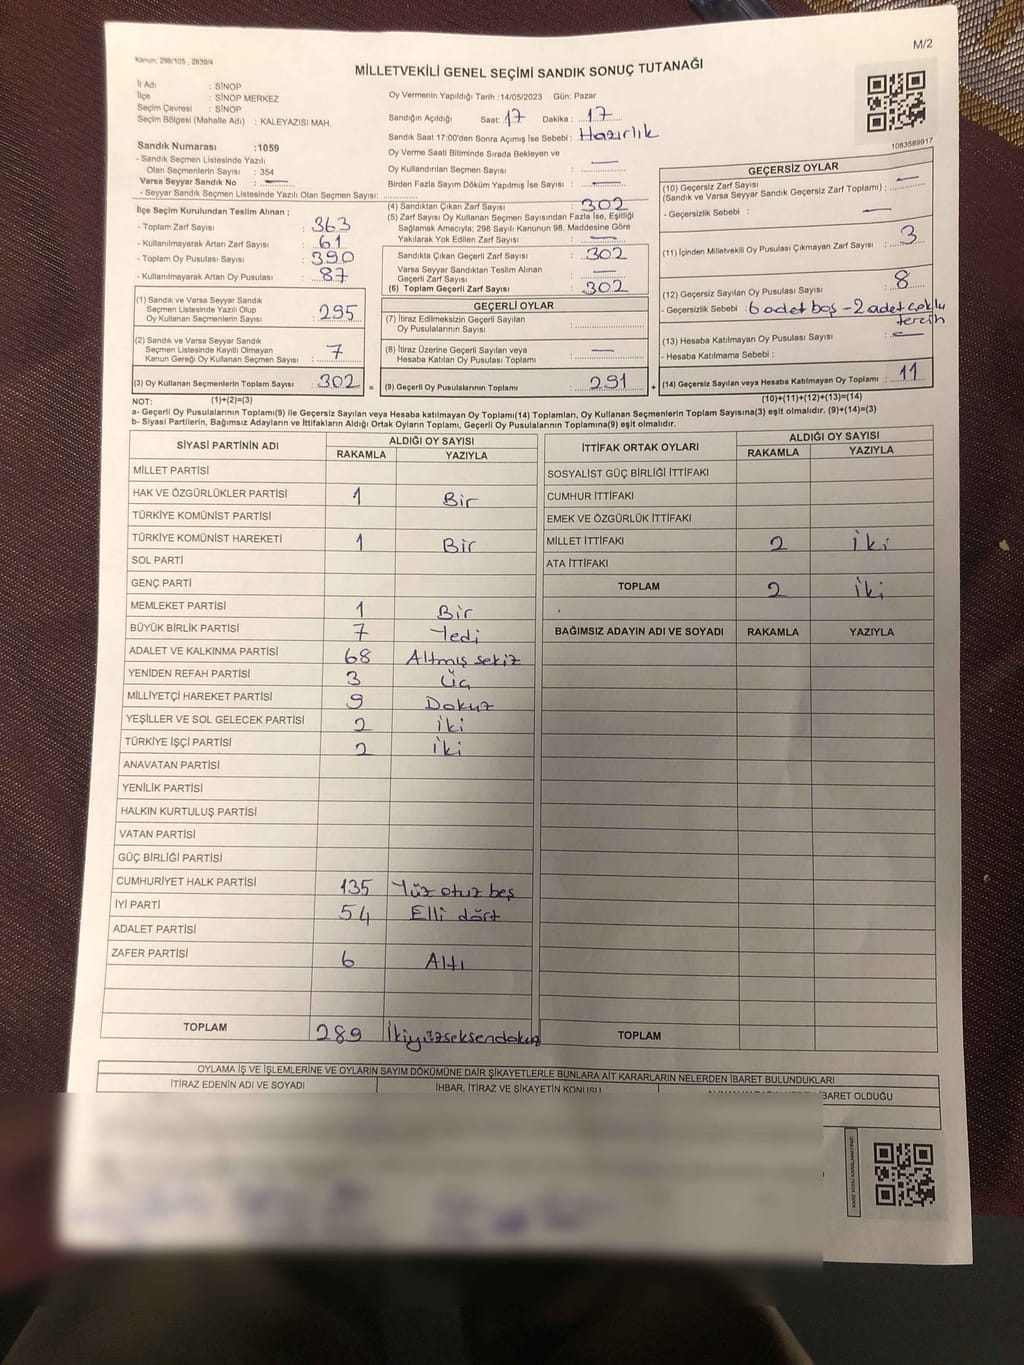 Kanun: 298/105 , 2839/4
M/2
MİLLETVEKİLİ GENEL SEÇİMİ SANDIK SONUÇ TUTANAĞI
İl Adı : SİNOP
İlçe : SİNOP MERKEZ
Seçim Çevresi : SİNOP
Seçim Bölgesi (Mahalle Adı) : KALEYAZISI MAH.
Sandık Numarası :1059
- Sandık Seçmen Listesinde Yazılı
Olan Seçmenlerin Sayısı : 354
Varsa Seyyar Sandık No : —
- Seyyar Sandık Seçmen Listesinde Yazılı Olan Seçmen Sayısı:
Oy Vermenin Yapıldığı Tarih :14/05/2023 Gün: Pazar
Sandığın Açıldığı Saat: 17 Dakika : 17
Sandık Saat 17:00'den Sonra Açımış İse Sebebi : Hazırlık
Oy Verme Saati Bitiminde Sırada Bekleyen ve
Oy Kullandırılan Seçmen Sayısı : —
Birden Fazla Sayım Döküm Yapılmış İse Sayısı : —
1083589917
İlçe Seçim Kurulundan Teslim Alınan ;
- Toplam Zarf Sayısı : 363
- Kullanılmayarak Artan Zarf Sayısı : 61
- Toplam Oy Pusulası Sayısı : 390
- Kullanılmayarak Artan Oy Pusulası : 87
(1) Sandık ve Varsa Seyyar Sandık
Seçmen Listesinde Yazılı Olup
Oy Kullanan Seçmenlerin Sayısı : 295
(2) Sandık ve Varsa Seyyar Sandık
Seçmen Listesinde Kayıtlı Olmayan
Kanun Gereği Oy Kullanan Seçmen Sayısı : 7
(3) Oy Kullanan Seçmenlerin Toplam Sayısı : 302 =
(4) Sandıktan Çıkan Zarf Sayısı : 302
(5) Zarf Sayısı Oy Kullanan Seçmen Sayısından Fazla İse, Eşitliği
Sağlamak Amacıyla; 298 Sayılı Kanunun 98. Maddesine Göre
Yakılarak Yok Edilen Zarf Sayısı : —
Sandıkta Çıkan Geçerli Zarf Sayısı : 302
Varsa Seyyar Sandıktan Teslim Alınan
Geçerli Zarf Sayısı : —
(6) Toplam Geçerli Zarf Sayısı : 302
GEÇERLİ OYLAR
(7) İtiraz Edilmeksizin Geçerli Sayılan
Oy Pusulalarının Sayısı :
(8) İtiraz Üzerine Geçerli Sayılan veya
Hesaba Katılan Oy Pusulası Toplamı : —
(9) Geçerli Oy Pusulalarının Toplamı : 291 +
GEÇERSİZ OYLAR
(10) Geçersiz Zarf Sayısı
(Sandık ve Varsa Seyyar Sandık Geçersiz Zarf Toplamı) : —
- Geçersizlik Sebebi : —
(11) İçinden Milletvekili Oy Pusulası Çıkmayan Zarf Sayısı : 3
(12) Geçersiz Sayılan Oy Pusulası Sayısı : 8
- Geçersizlik Sebebi : 6 adet boş - 2 adet çoklu
tercih
(13) Hesaba Katılmayan Oy Pusulası Sayısı : —
- Hesaba Katılmama Sebebi :
(14) Geçersiz Sayılan veya Hesaba Katılmayan Oy Toplamı : 11
NOT: (1)+(2)=(3) (10)+(11)+(12)+(13)=(14)
a- Geçerli Oy Pusulalarının Toplamı(9) ile Geçersiz Sayılan veya Hesaba katılmayan Oy Toplamı(14) Toplamları, Oy Kullanan Seçmenlerin Toplam Sayısına(3) eşit olmalıdır. (9)+(14)=(3)
b- Siyasi Partilerin, Bağımsız Adayların ve İttifakların Aldığı Ortak Oyların Toplamı, Geçerli Oy Pusulalarının Toplamına(9) eşit olmalıdır.
SİYASİ PARTİNİN ADI ALDIĞI OY SAYISI
RAKAMLA YAZIYLA
MİLLET PARTİSİ
HAK VE ÖZGÜRLÜKLER PARTİSİ 1 Bir
TÜRKİYE KOMÜNİST PARTİSİ
TÜRKİYE KOMÜNİST HAREKETİ 1 Bir
SOL PARTİ
GENÇ PARTİ
MEMLEKET PARTİSİ 1 Bir
BÜYÜK BİRLİK PARTİSİ 7 Yedi
ADALET VE KALKINMA PARTİSİ 68 Altmış sekiz
YENİDEN REFAH PARTİSİ 3 Üç
MİLLİYETÇİ HAREKET PARTİSİ 9 Dokuz
YEŞİLLER VE SOL GELECEK PARTİSİ 2 İki
TÜRKİYE İŞÇİ PARTİSİ 2 İki
ANAVATAN PARTİSİ
YENİLİK PARTİSİ
HALKIN KURTULUŞ PARTİSİ
VATAN PARTİSİ
GÜÇ BİRLİĞİ PARTİSİ
CUMHURİYET HALK PARTİSİ 135 Yüz otuz beş
İYİ PARTİ 54 Elli dört
ADALET PARTİSİ
ZAFER PARTİSİ 6 Altı
TOPLAM 289 İkiyüzseksendokuz
İTTİFAK ORTAK OYLARI ALDIĞI OY SAYISI
RAKAMLA YAZIYLA
SOSYALİST GÜÇ BİRLİĞİ İTTİFAKI
CUMHUR İTTİFAKI
EMEK VE ÖZGÜRLÜK İTTİFAKI
MİLLET İTTİFAKI 2 İki
ATA İTTİFAKI
TOPLAM 2 İki
BAĞIMSIZ ADAYIN ADI VE SOYADI RAKAMLA YAZIYLA
TOPLAM
OYLAMA İŞ VE İŞLEMLERİNE VE OYLARIN SAYIM DÖKÜMÜNE DAİR ŞİKAYETLERLE BUNLARA AİT KARARLARIN NELERDEN İBARET BULUNDUKLARI
İTİRAZ EDENİN ADI VE SOYADI İHBAR, İTİRAZ VE ŞİKAYETİN KONUSU İBARET OLDUĞU